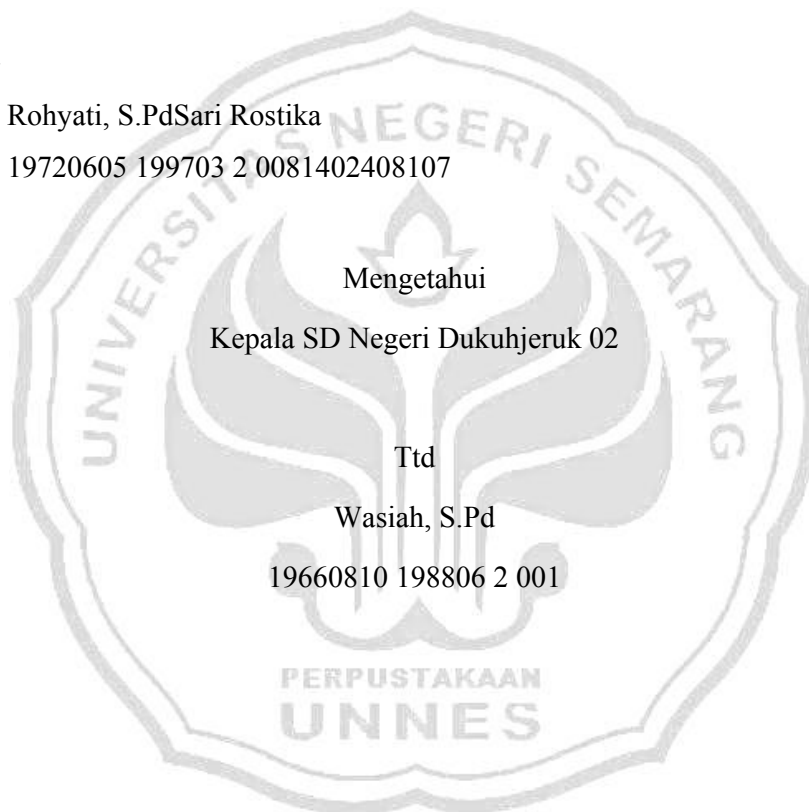 Rohyati, S.PdSari Rostika
19720605 199703 2 0081402408107
UNIVERSITAS NEGERI SEMARANG
Mengetahui
Kepala SD Negeri Dukuhjeruk 02
Ttd
Wasiah, S.Pd
19660810 198806 2 001
PERPUSTAKAAN
UNNES